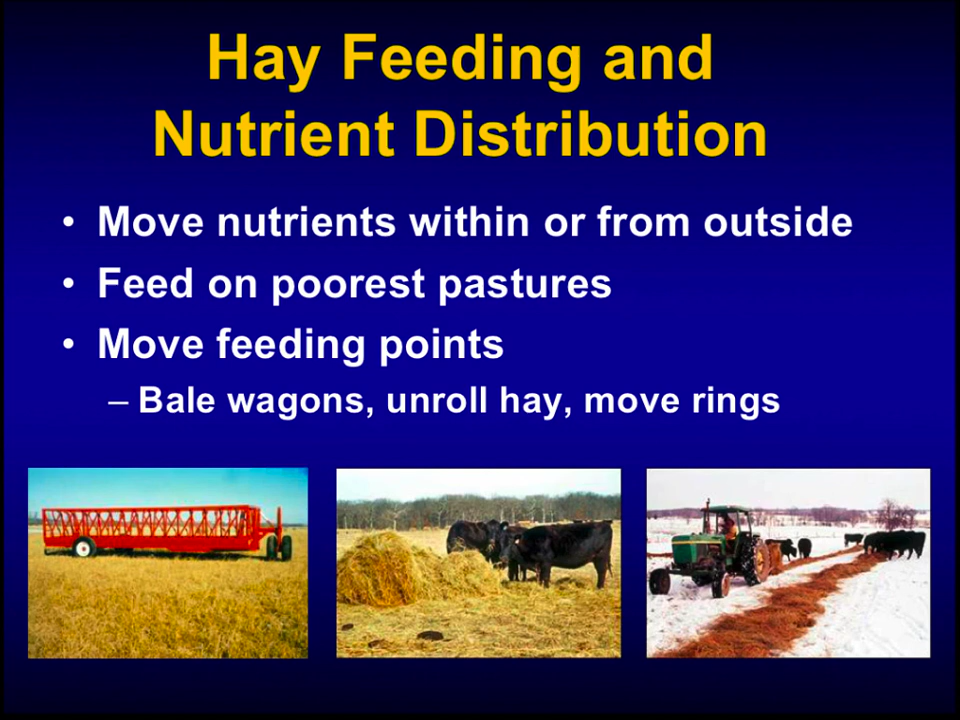 Hay Feeding and
Nutrient Distribution
• Move nutrients within or from outside
• Feed on poorest pastures
• Move feeding points
– Bale wagons, unroll hay, move rings